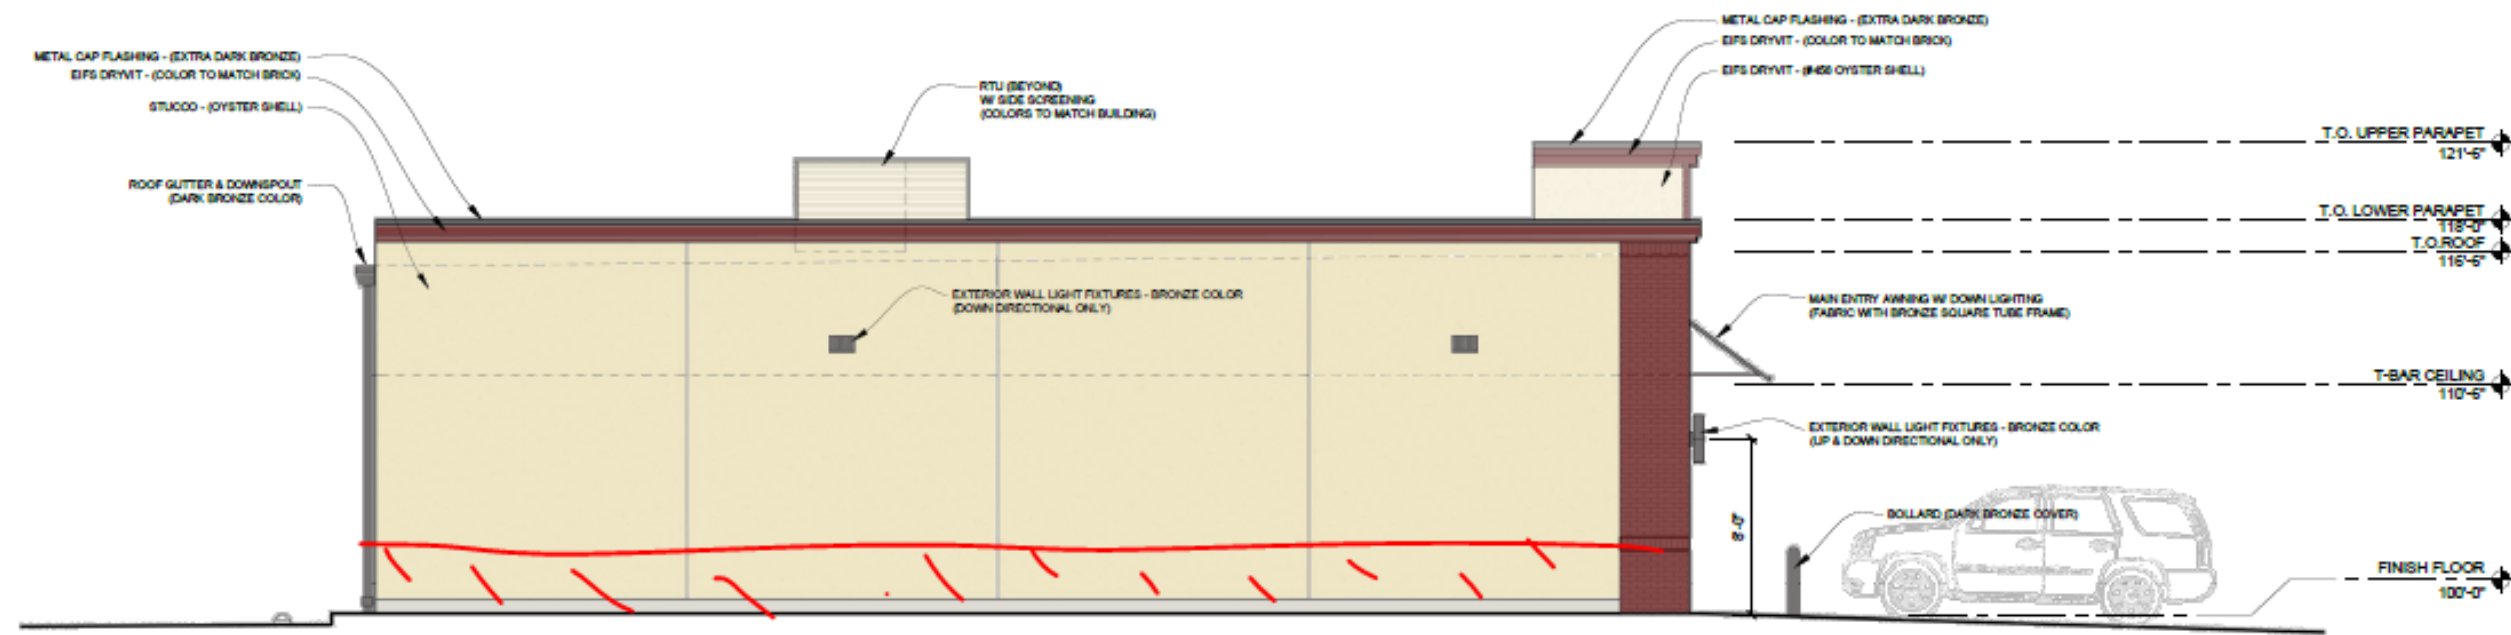 METAL CAP FLASHING - (EXTRA DARK BRONZE)
EIFS DRYVIT - (COLOR TO MATCH BRICK)
STUCCO - (OYSTER SHELL)
ROOF GUTTER & DOWNSPOUT
(DARK BRONZE COLOR)
RTU (BEYOND)
W/ SIDE SCREENING
(COLORS TO MATCH BUILDING)
METAL CAP FLASHING - (EXTRA DARK BRONZE)
EIFS DRYVIT - (COLOR TO MATCH BRICK)
EIFS DRYVIT - (#456 OYSTER SHELL)
T.O. UPPER PARAPET
121'-6"
T.O. LOWER PARAPET
118'-0"
T.O.ROOF
116'-6"
EXTERIOR WALL LIGHT FIXTURES - BRONZE COLOR
(DOWN DIRECTIONAL ONLY)
MAIN ENTRY AWNING W/ DOWN LIGHTING
(FABRIC WITH BRONZE SQUARE TUBE FRAME)
T-BAR CEILING
110'-6"
EXTERIOR WALL LIGHT FIXTURES - BRONZE COLOR
(UP & DOWN DIRECTIONAL ONLY)
8'-0"
BOLLARD (DARK BRONZE COVER)
FINISH FLOOR
100'-0"